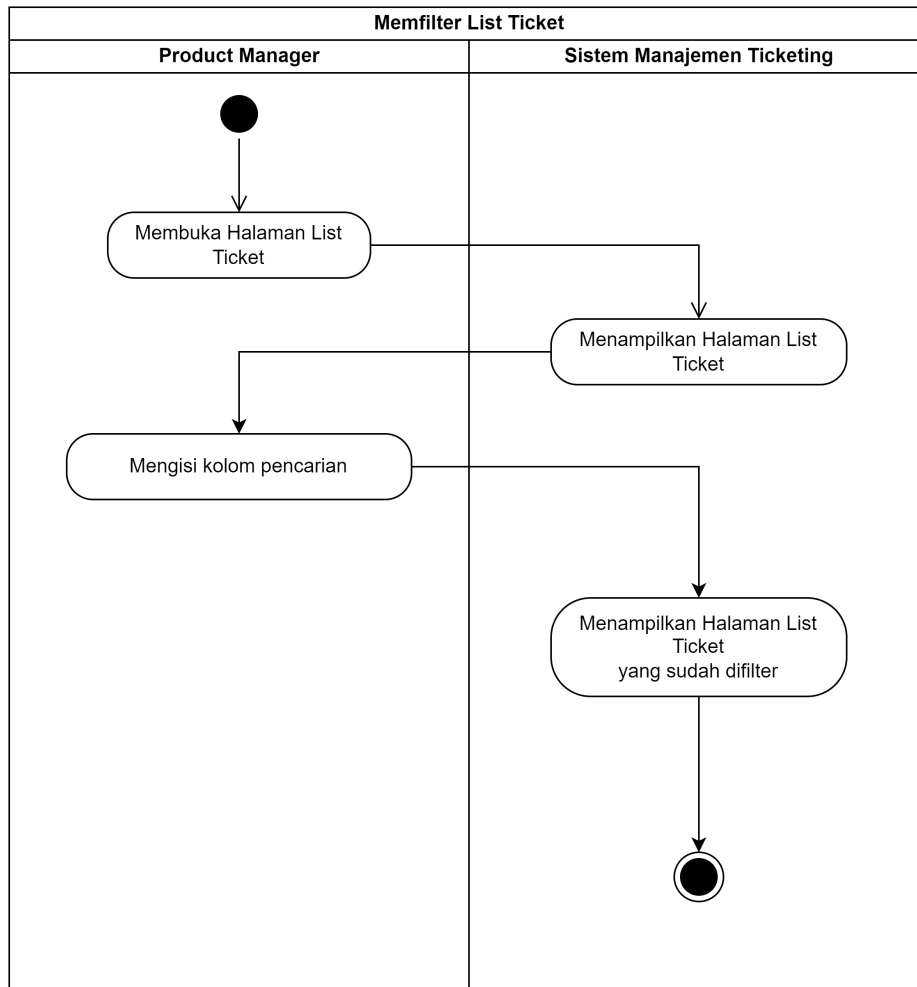 Memfilter List Ticket
Product Manager
Sistem Manajemen Ticketing
Membuka Halaman List
Ticket
Menampilkan Halaman List
Ticket
Mengisi kolom pencarian
Menampilkan Halaman List
Ticket
yang sudah difilter